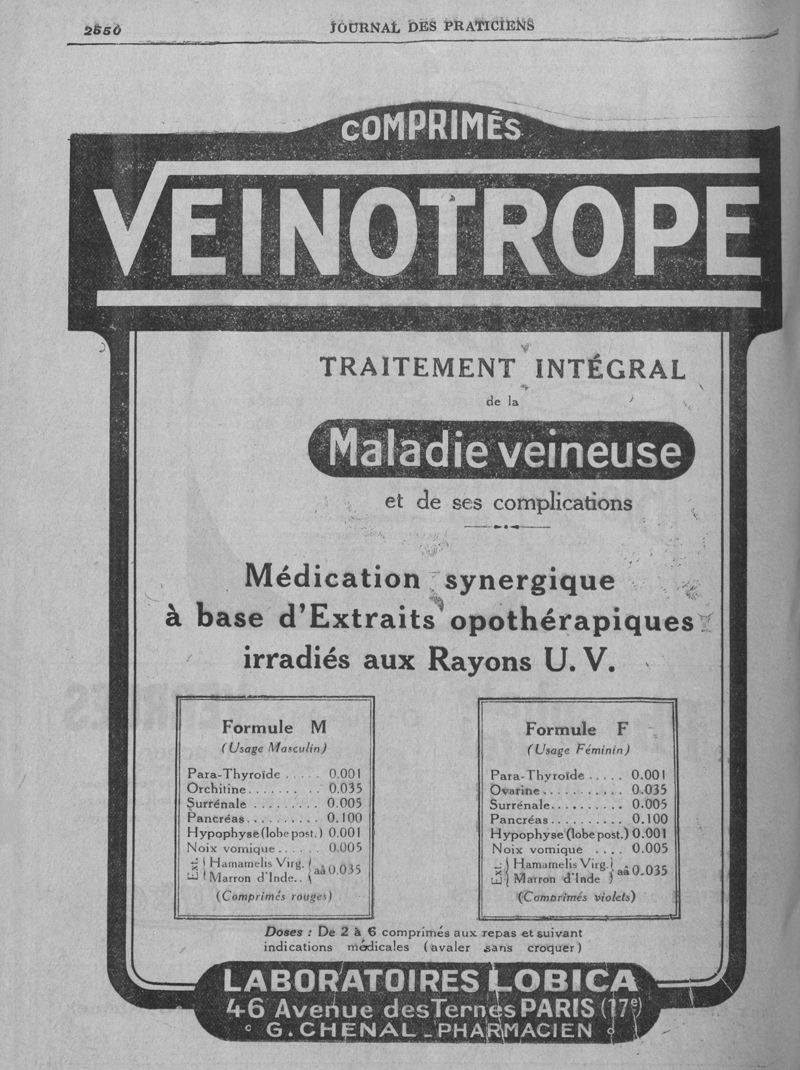 2550
JOURNAL DES PRATICIENS
COMPRIMÉS
VEINOTROPE
TRAITEMENT INTÉGRAL
de la
Maladie veineuse
et de ses complications
Médication synergique
à base d'Extraits opothérapiques
irradiés aux Rayons U.V.
Formule M
(Usage Masculin)
Para-Thyroïde ..... 0.001
Orchitine........ .. 0.035
Surrénale ......... 0.005
Pancréas.......... 0.100
Hypophyse (lobe post.) 0.001
Noix vomique...... 0.005
Ext. { Hamamelis Virg. } aâ 0.035
Marron d'Inde..
(Comprimés rouges)
Formule F
(Usage Féminin)
Para-Thyroïde ..... 0.001
Ovarine........... 0.035
Surrénale.......... 0.005
Pancréas.......... 0.100
Hypophyse (lobe post.) 0.001
Noix vomique .... 0.005
Ext. { Hamamelis Virg. } aâ 0.035
Marron d'Inde
(Comprimés violets)
Doses : De 2 à 6 comprimés aux repas et suivant
indications médicales (avaler sans croquer)
LABORATOIRES LOBICA
46 Avenue des Ternes PARIS (17e)
G. CHENAL - PHARMACIEN